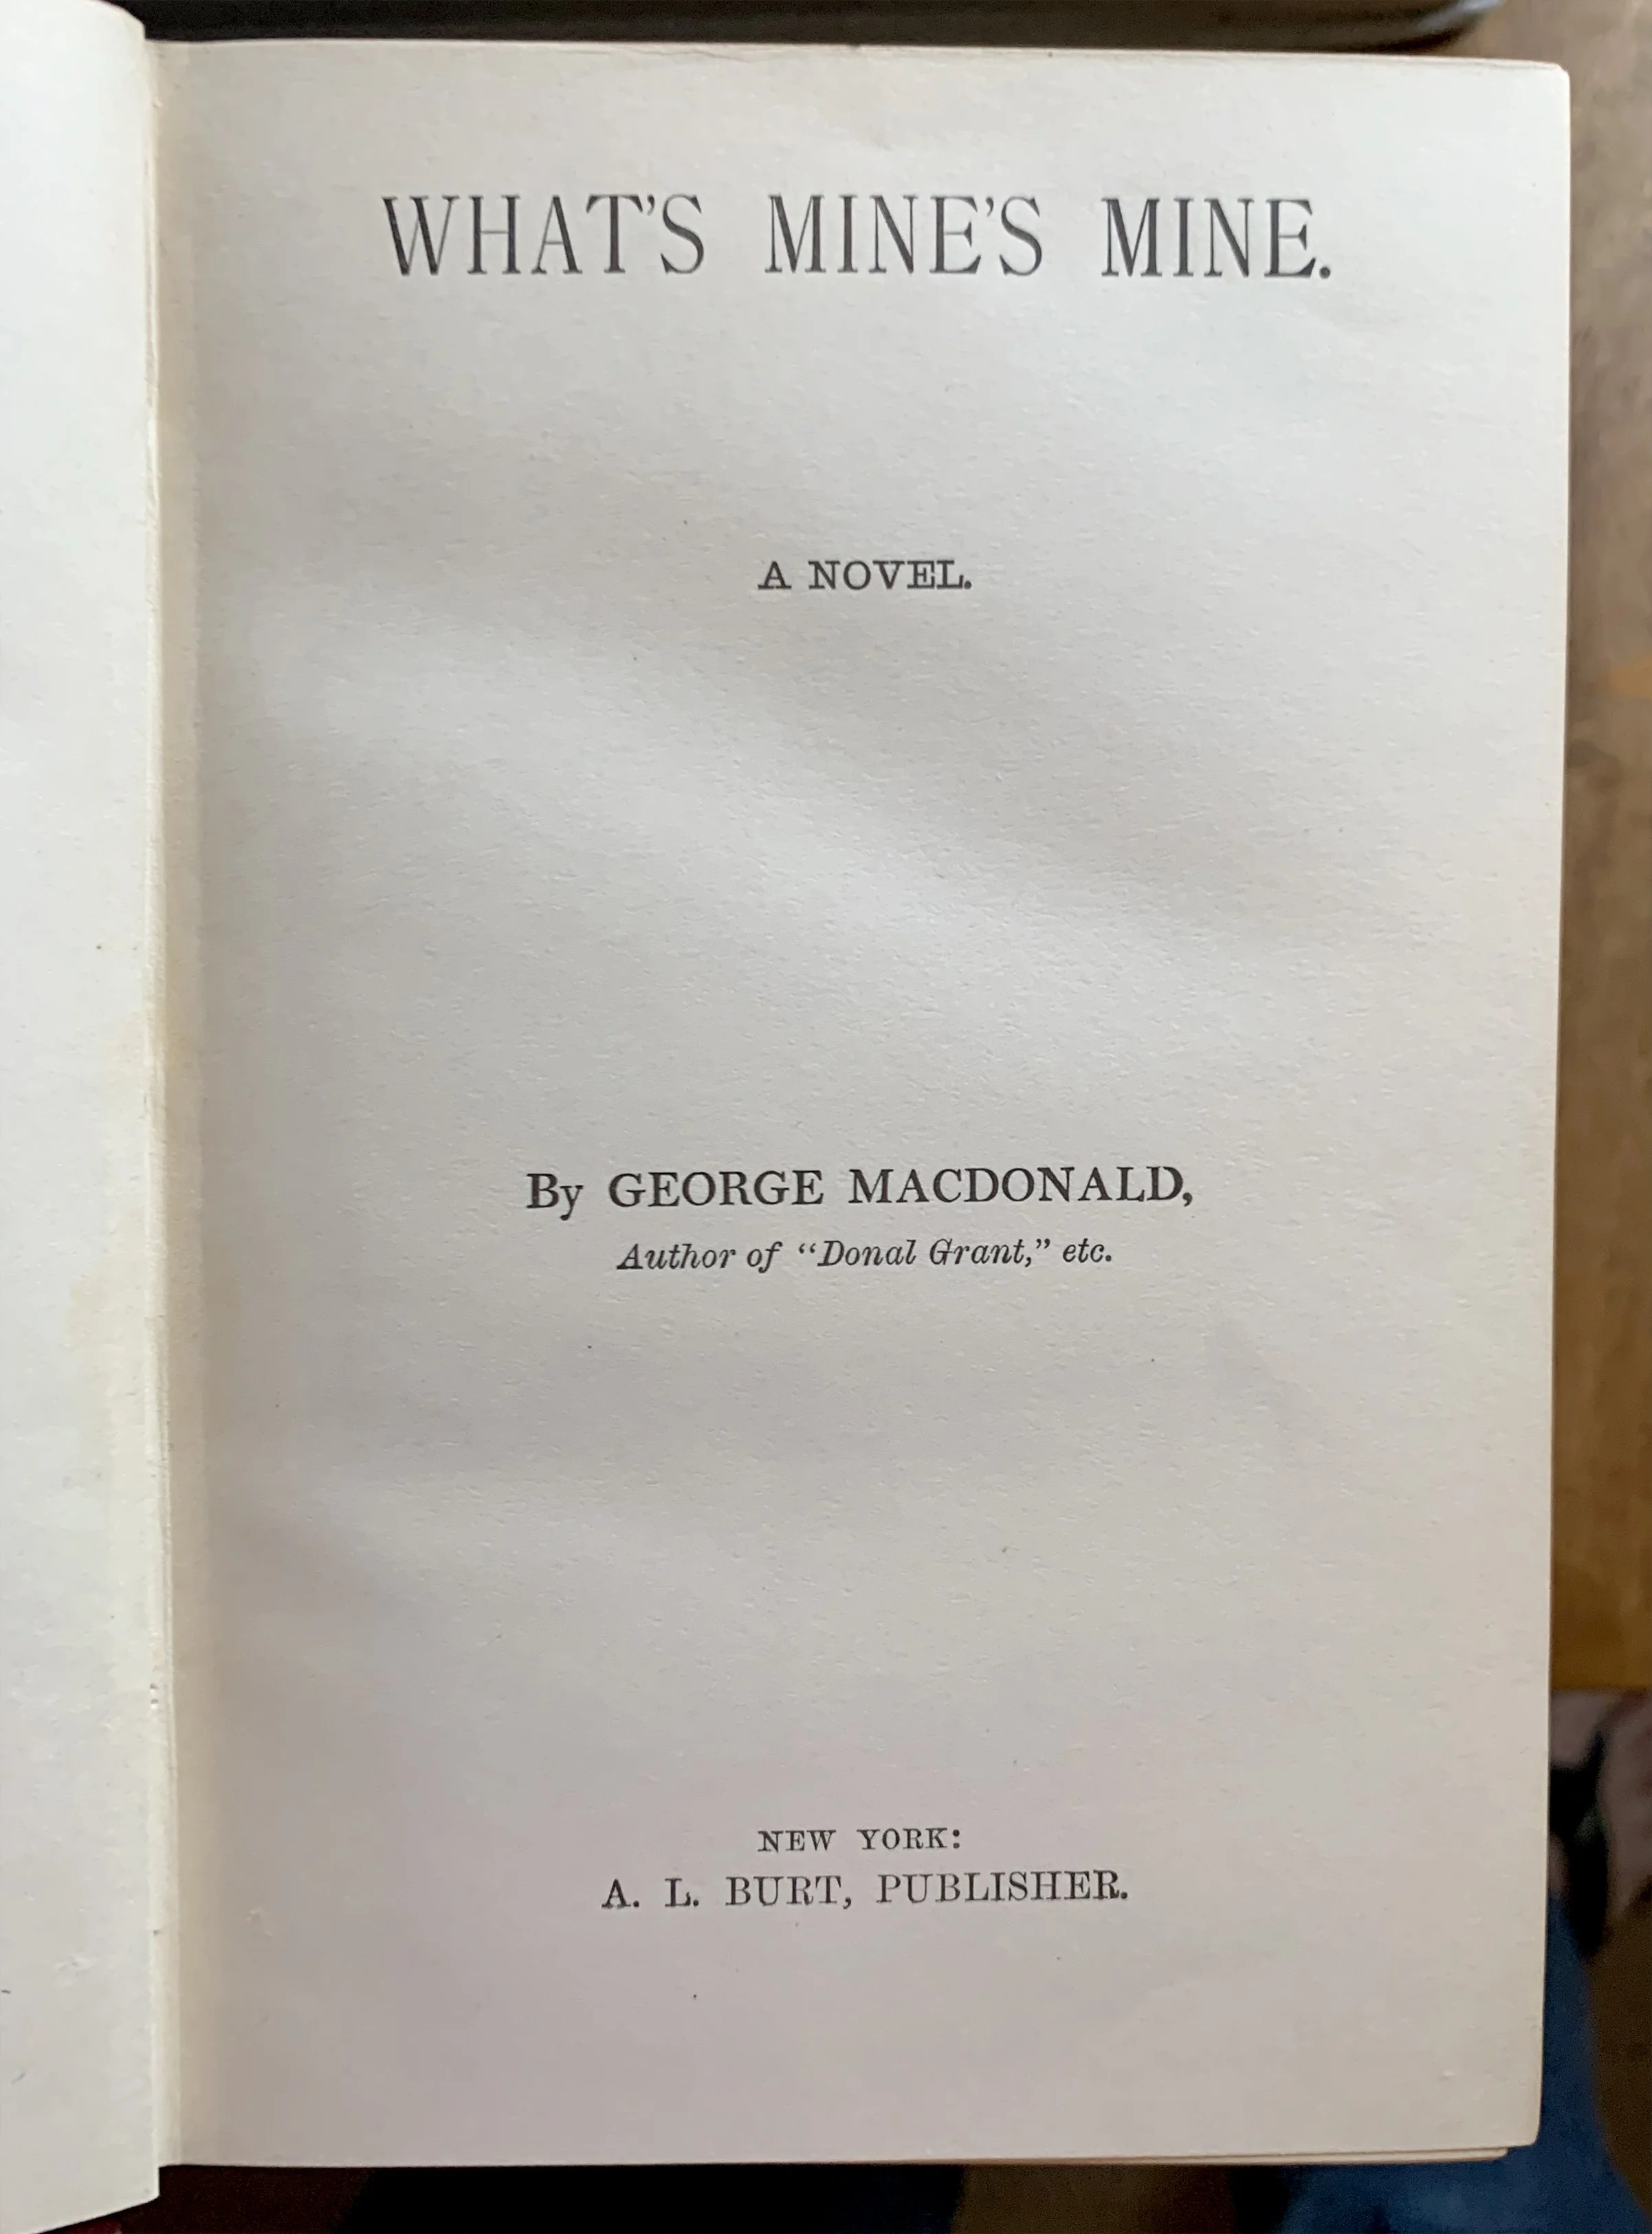 WHAT'S MINE'S MINE.
A NOVEL.
By GEORGE MACDONALD,
Author of “Donal Grant,” etc.
NEW YORK:
A. L. BURT, PUBLISHER.